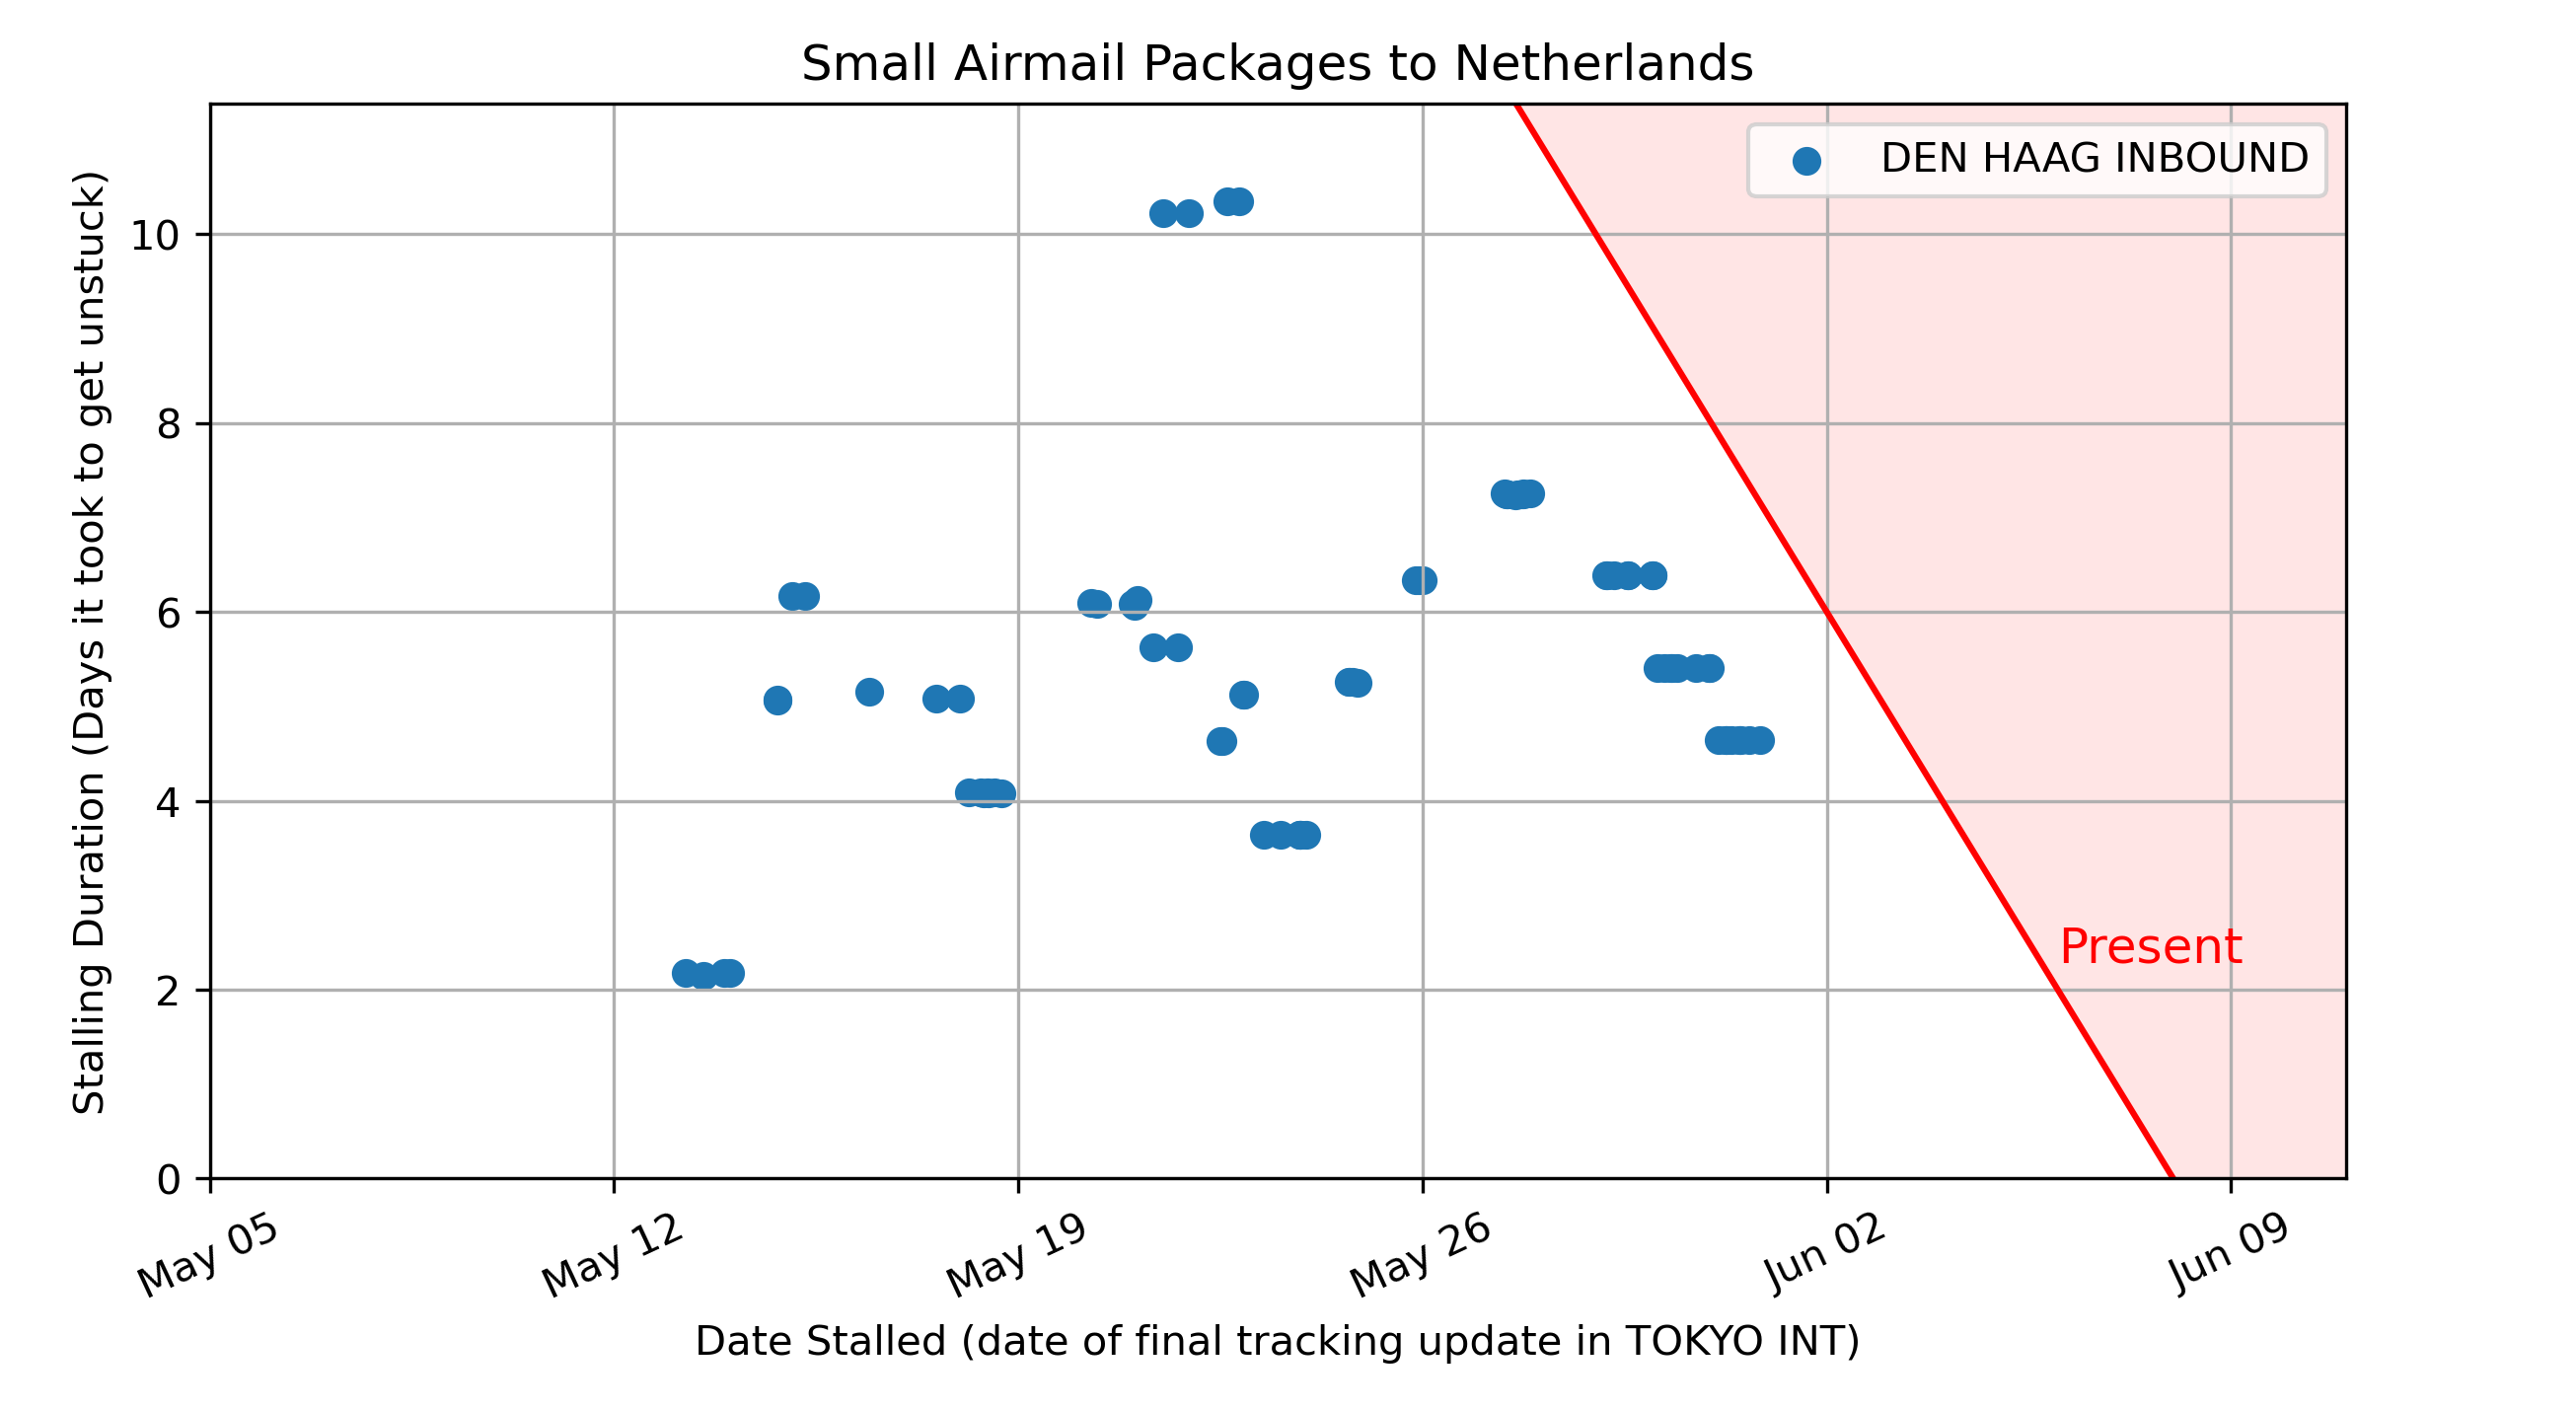 Small Airmail Packages to Netherlands
DEN HAAG INBOUND
Stalling Duration (Days it took to get unstuck)
10
8
6
4
2
0
Present
May 05
May 12
May 19
May 26
Jun 02
Jun 09
Date Stalled (date of final tracking update in TOKYO INT)